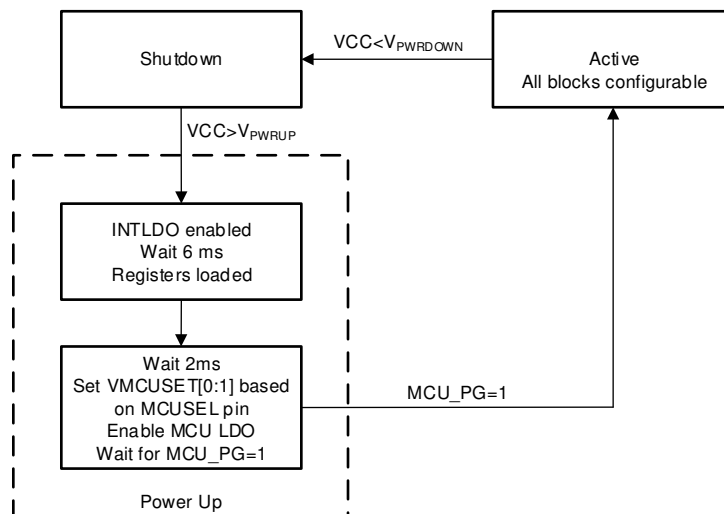 Shutdown
VCC<VPWRDOWN
Active
All blocks configurable
VCC>VPWRUP
INTLDO enabled
Wait 6 ms
Registers loaded
Wait 2ms
Set VMCUSET[0:1] based
on MCUSEL pin
Enable MCU LDO
Wait for MCU_PG=1
MCU_PG=1
Power Up